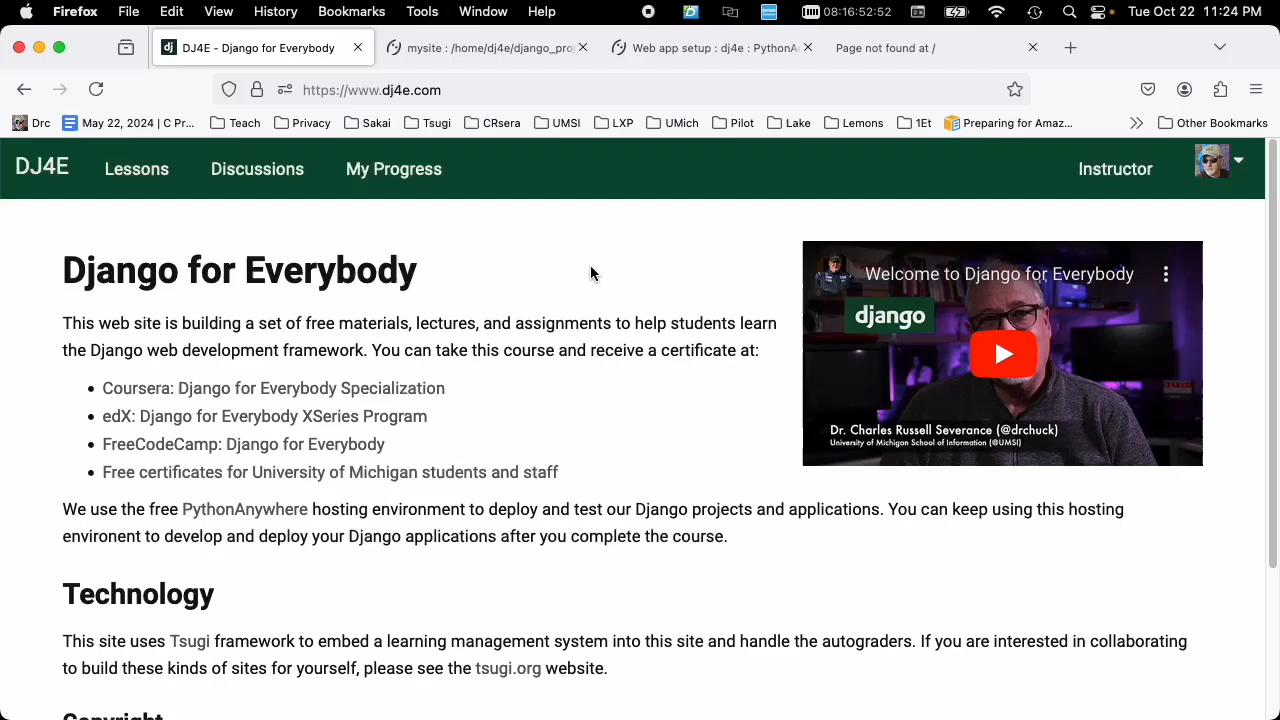 Firefox File Edit View History Bookmarks Tools Window Help 08:16:52:52 Tue Oct 22 11:24 PM
dj DJ4E - Django for Everybody mysite : /home/dj4e/django_pro Web app setup : dj4e : PythonA Page not found at /
https://www.dj4e.com
Drc May 22, 2024 | C Pr... Teach Privacy Sakai Tsugi CRsera UMSI LXP UMich Pilot Lake Lemons 1Et Preparing for Amaz... Other Bookmarks
DJ4E Lessons Discussions My Progress Instructor
Django for Everybody
This web site is building a set of free materials, lectures, and assignments to help students learn
the Django web development framework. You can take this course and receive a certificate at:
Coursera: Django for Everybody Specialization
edX: Django for Everybody XSeries Program
FreeCodeCamp: Django for Everybody
Free certificates for University of Michigan students and staff
Welcome to Django for Everybody
django
Dr. Charles Russell Severance (@drchuck)
University of Michigan School of Information (@UMSI)
We use the free PythonAnywhere hosting environment to deploy and test our Django projects and applications. You can keep using this hosting
environent to develop and deploy your Django applications after you complete the course.
Technology
This site uses Tsugi framework to embed a learning management system into this site and handle the autograders. If you are interested in collaborating
to build these kinds of sites for yourself, please see the tsugi.org website.
Copyright